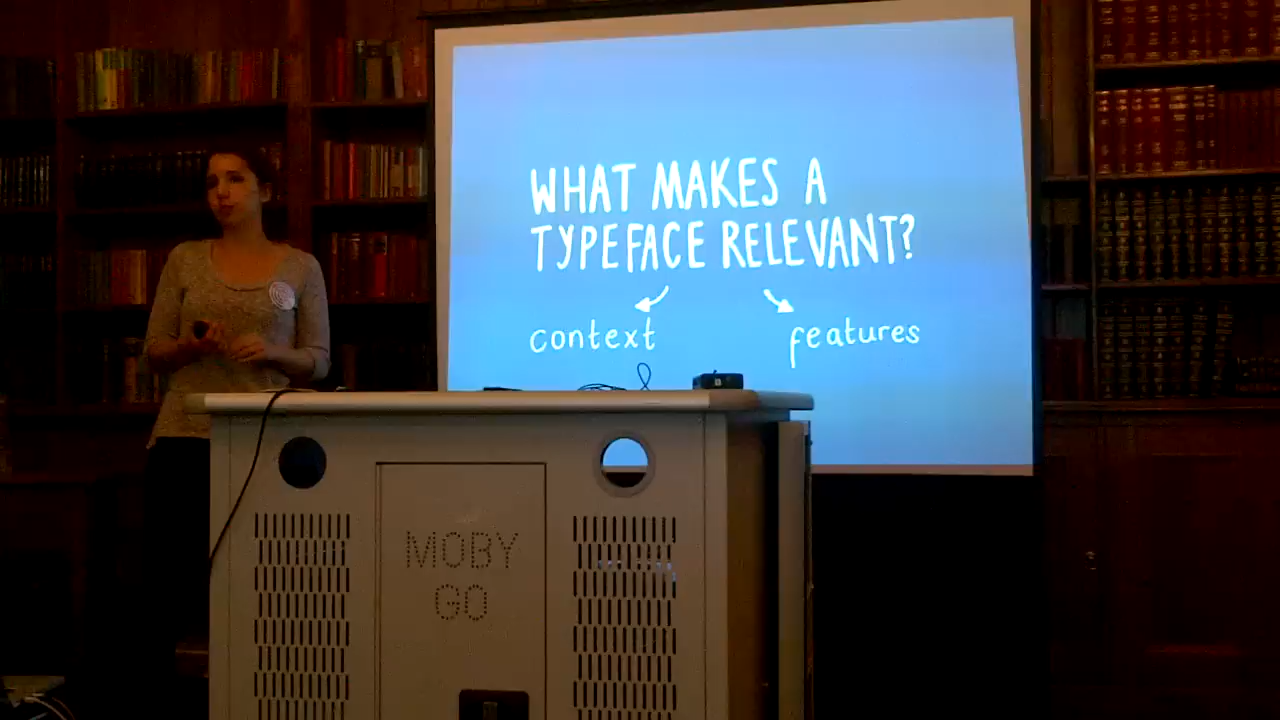 WHAT MAKES A
TYPEFACE RELEVANT?
context
features
MOBY
GO